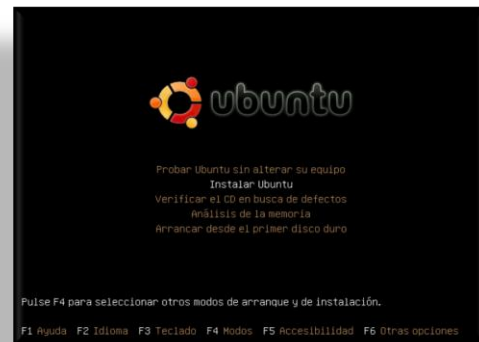 ubuntu
Probar Ubuntu sin alterar su equipo
Instalar Ubuntu
Verificar el CD en busca de defectos
Análisis de la memoria
Arrancar desde el primer disco duro
Pulse F4 para seleccionar otros modos de arranque y de instalación.
F1 Ayuda F2 Idioma F3 Teclado F4 Modos F5 Accesibilidad F6 Otras opciones